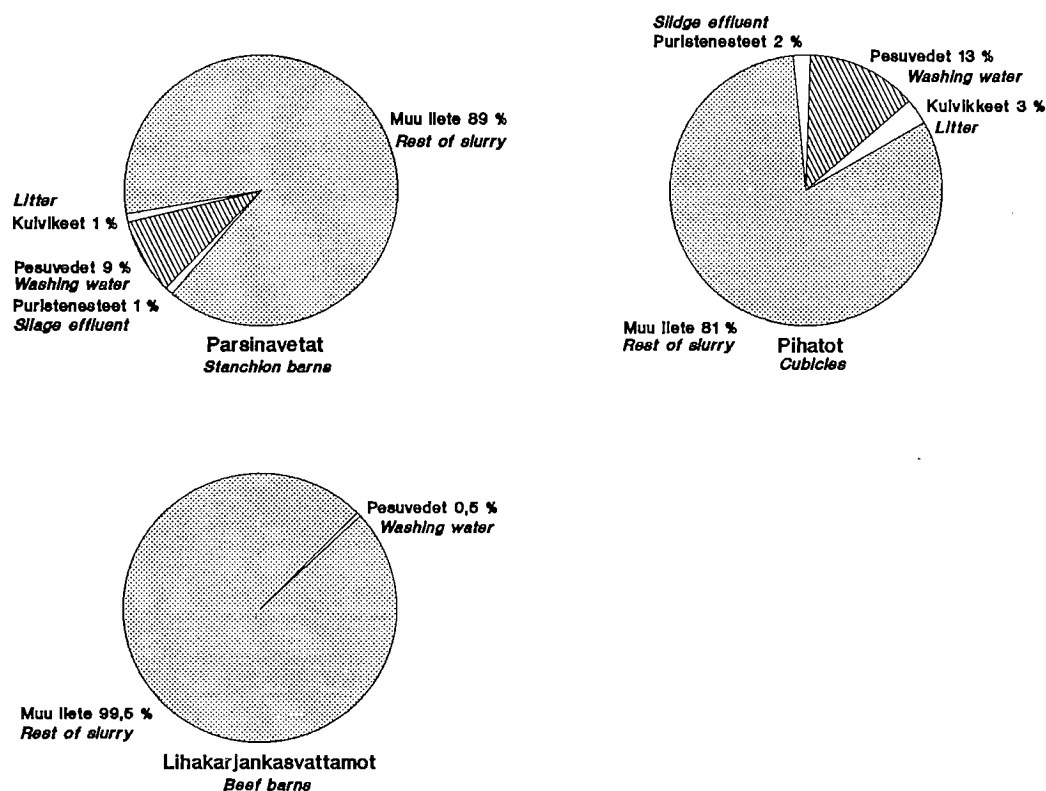 Muu liete 89 %
Rest of slurry
Litter
Kuivikeet 1 %
Pesuvedet 9 %
Washing water
Puristenesteet 1 %
Silage effluent
Parsinavetat
Stanchion barns
Sildge effluent
Puristenesteet 2 %
Pesuvedet 13 %
Washing water
Kuivikkeet 3 %
Litter
Muu liete 81 %
Rest of slurry
Pihatot
Cubicles
Pesuvedet 0,5 %
Washing water
Muu liete 99,5 %
Rest of slurry
Lihakarjankasvattamot
Beef barns